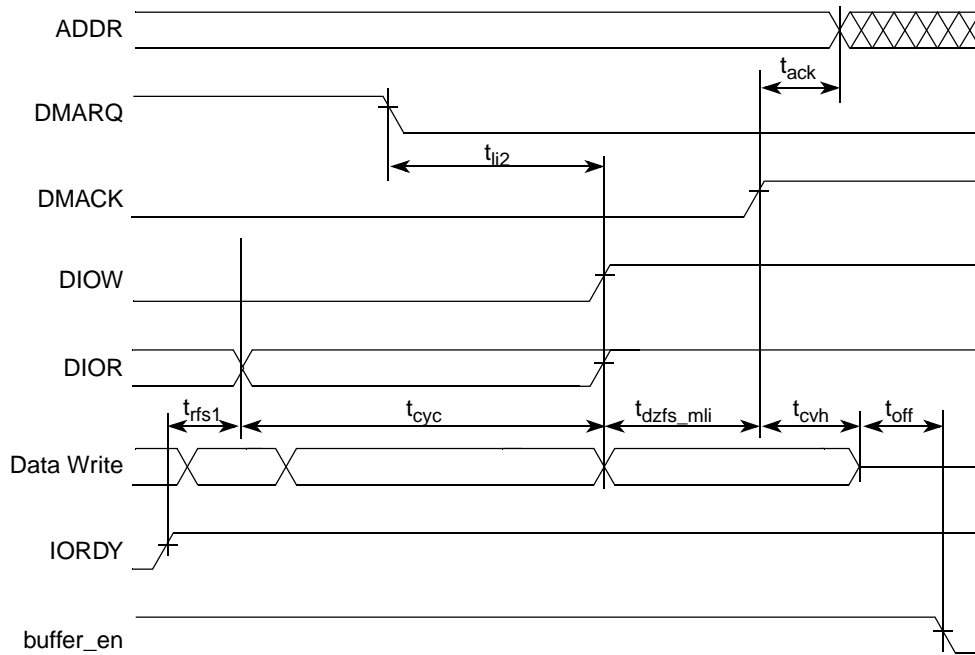 ADDR
t_ack
DMARQ
t_li2
DMACK
DIOW
DIOR
t_rfs1 t_cyc t_dzfs_mli t_cvh t_off
Data Write
IORDY
buffer_en